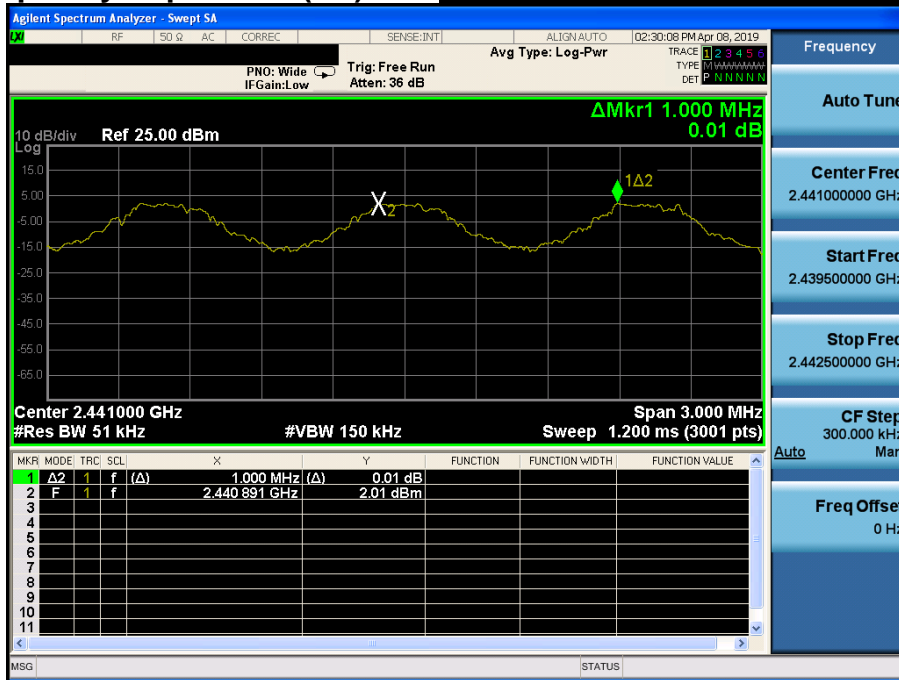 Agilent Spectrum Analyzer - Swept SA
LXI RF 50 Ω AC CORREC SENSE:INT ALIGN AUTO 02:30:08 PM Apr 08, 2019
Avg Type: Log-Pwr
TRACE 1 2 3 4 5 6
TYPE M WWWWW
DET P N N N N N
PNO: Wide
IFGain:Low
Trig: Free Run
Atten: 36 dB
ΔMkr1 1.000 MHz
0.01 dB
10 dB/div Ref 25.00 dBm
Log
15.0
5.00
-5.00
-15.0
-25.0
-35.0
-45.0
-55.0
-65.0
X2
1Δ2
Center 2.441000 GHz Span 3.000 MHz
#Res BW 51 kHz #VBW 150 kHz Sweep 1.200 ms (3001 pts)
MKR MODE TRC SCL X Y FUNCTION FUNCTION WIDTH FUNCTION VALUE
1 Δ2 1 f (Δ) 1.000 MHz (Δ) 0.01 dB
2 F 1 f 2.440 891 GHz 2.01 dBm
3
4
5
6
7
8
9
10
11
MSG STATUS
Frequency
Auto Tune
Center Freq
2.441000000 GHz
Start Freq
2.439500000 GHz
Stop Freq
2.442500000 GHz
CF Step
300.000 kHz
Auto Man
Freq Offset
0 Hz